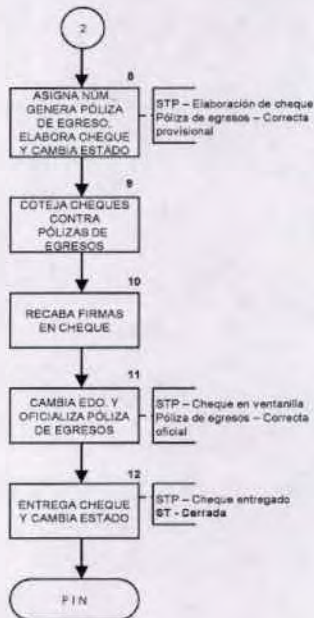 2
8
ASIGNA NÚM.,
GENERA PÓLIZA
DE EGRESO,
ELABORA CHEQUE
Y CAMBIA ESTADO
STP – Elaboración de cheque
Póliza de egresos – Correcta
provisional
9
COTEJA CHEQUES
CONTRA
PÓLIZAS DE
EGRESOS
10
RECABA FIRMAS
EN CHEQUE
11
CAMBIA EDO. Y
OFICIALIZA PÓLIZA
DE EGRESOS
STP – Cheque en ventanilla
Póliza de egresos – Correcta
oficial
12
ENTREGA CHEQUE
Y CAMBIA ESTADO
STP – Cheque entregado
ST - Cerrada
FIN